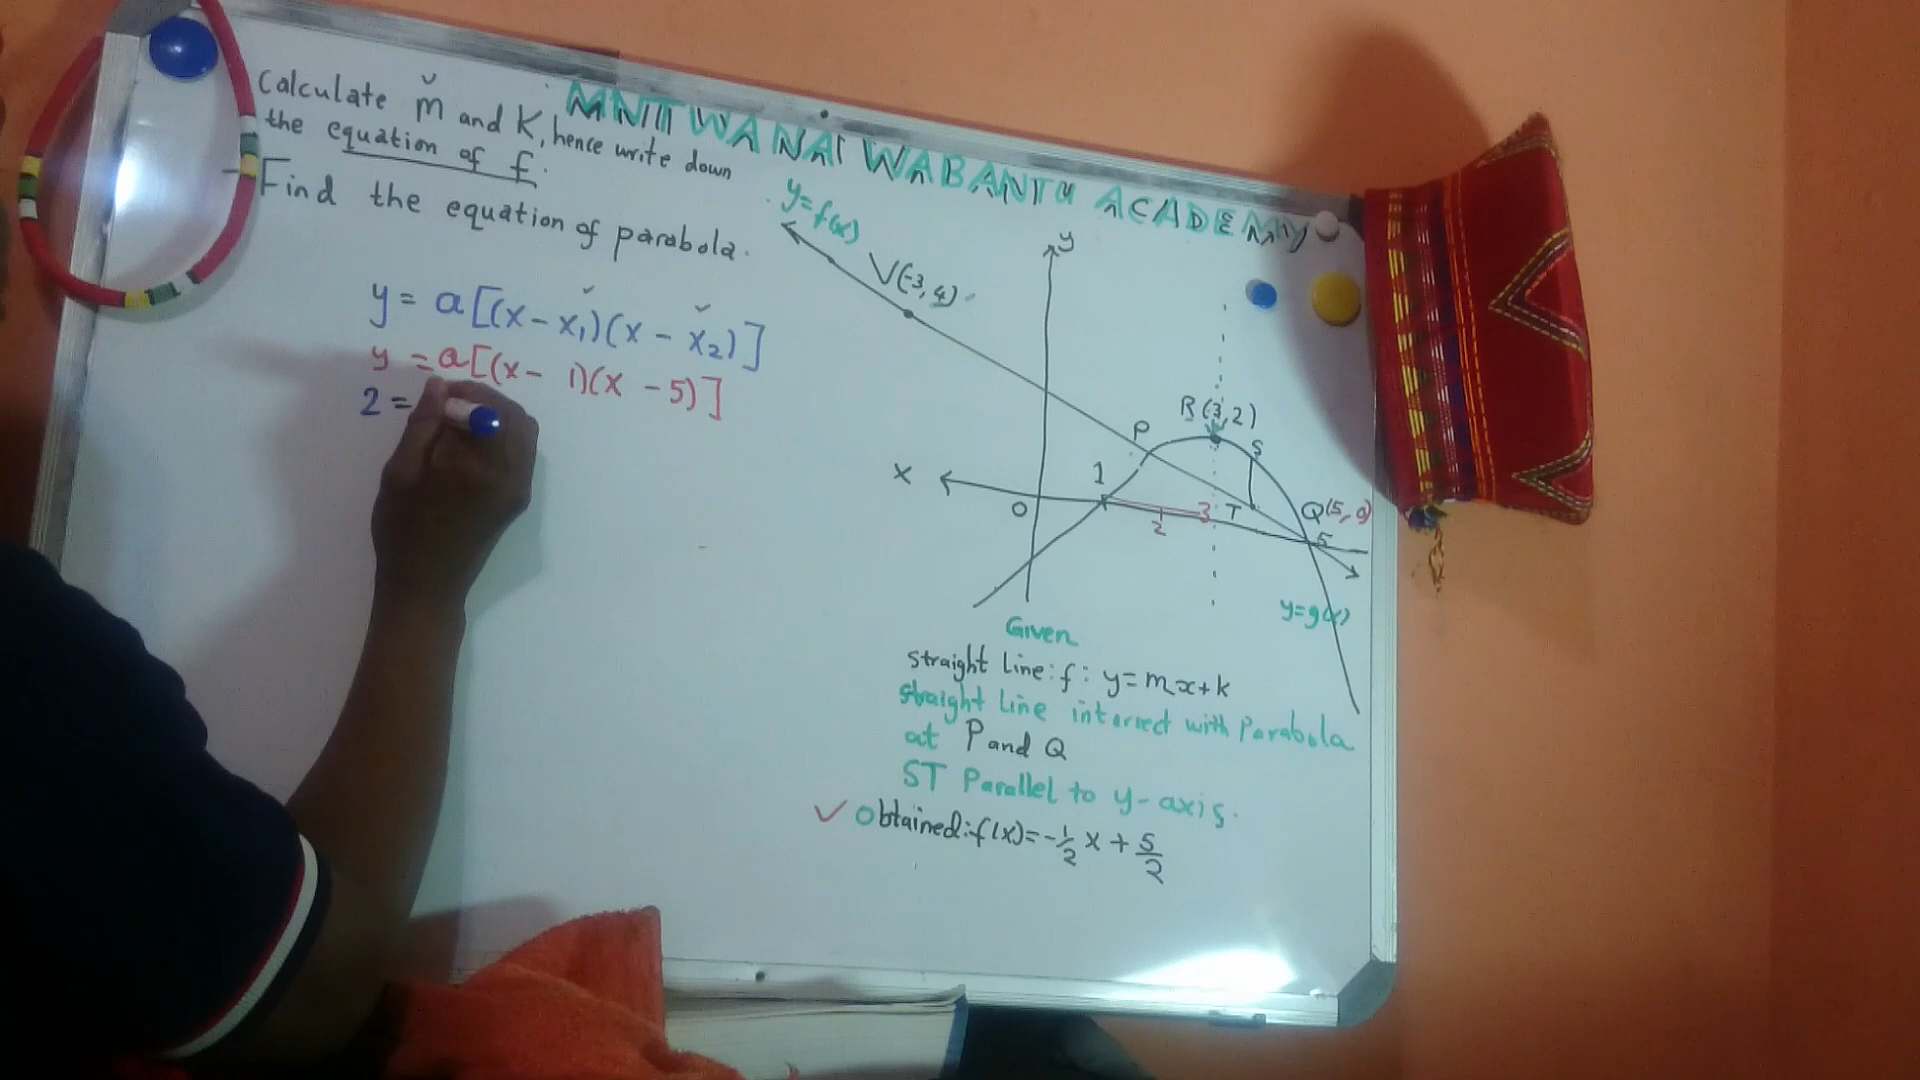 MNTWANA WABANTU ACADEMY
Calculate m and K, hence write down
the equation of f.
- Find the equation of parabola.
y = a[(x - x₁)(x - x₂)]
y = a[(x - 1)(x - 5)]
2 =
y=f(x)
V(-3, 4)
y
R(3, 2)
P
S
1
x
0
2
3
T
Q(5, 0)
5
y=g(x)
Given
straight Line: f: y=mx+k
straight Line intersect with Parabola
at P and Q
ST Parallel to y-axis.
✓ Obtained: f(x)=-1/2 x + 5/2